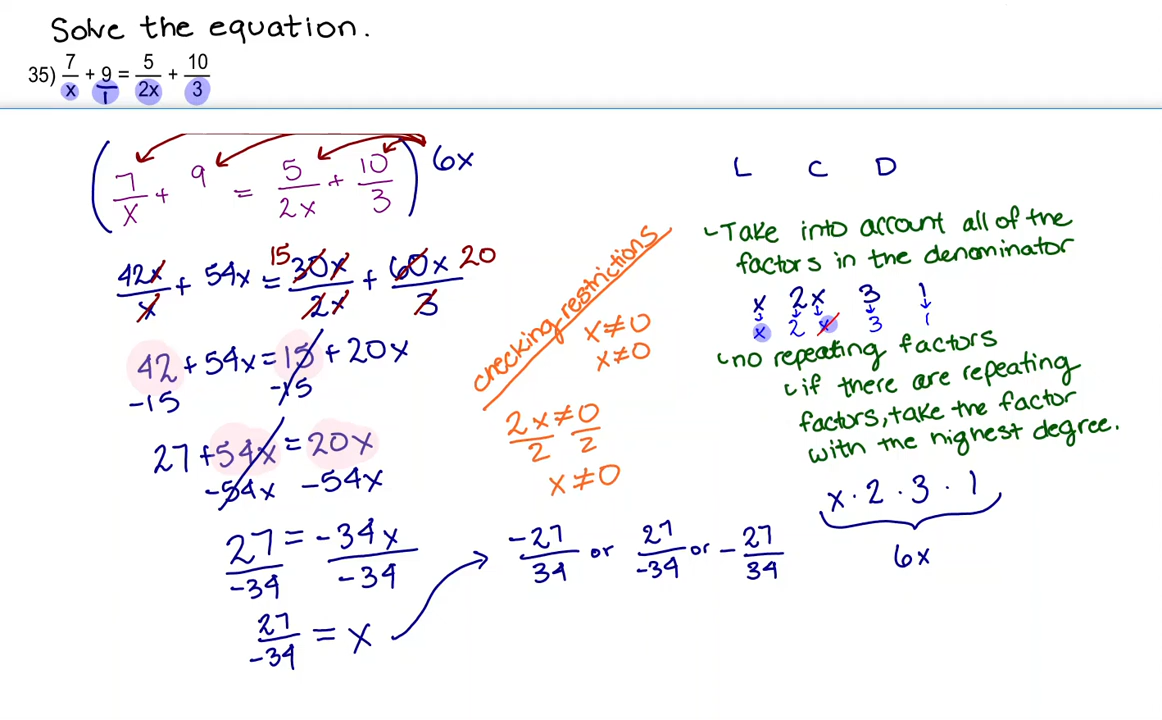 Solve the equation.
35) 7/x + 9/1 = 5/2x + 10/3
(7/x + 9 = 5/2x + 10/3) 6x
42x/x + 54x = 15 30x/2x + 60x/3 20
42 + 54x = 15 + 20x
-15 -15
27 + 54x = 20x
-54x -54x
27/-34 = -34x/-34
27/-34 = x
-27/34 or 27/-34 or -27/34
checking restrictions
x≠0
x≠0
2x/2 ≠ 0/2
x≠0
L C D
Take into account all of the
factors in the denominator
x 2x 3 1
x 2 x 3 1
no repeating factors
if there are repeating
factors, take the factor
with the highest degree.
x · 2 · 3 · 1
6x